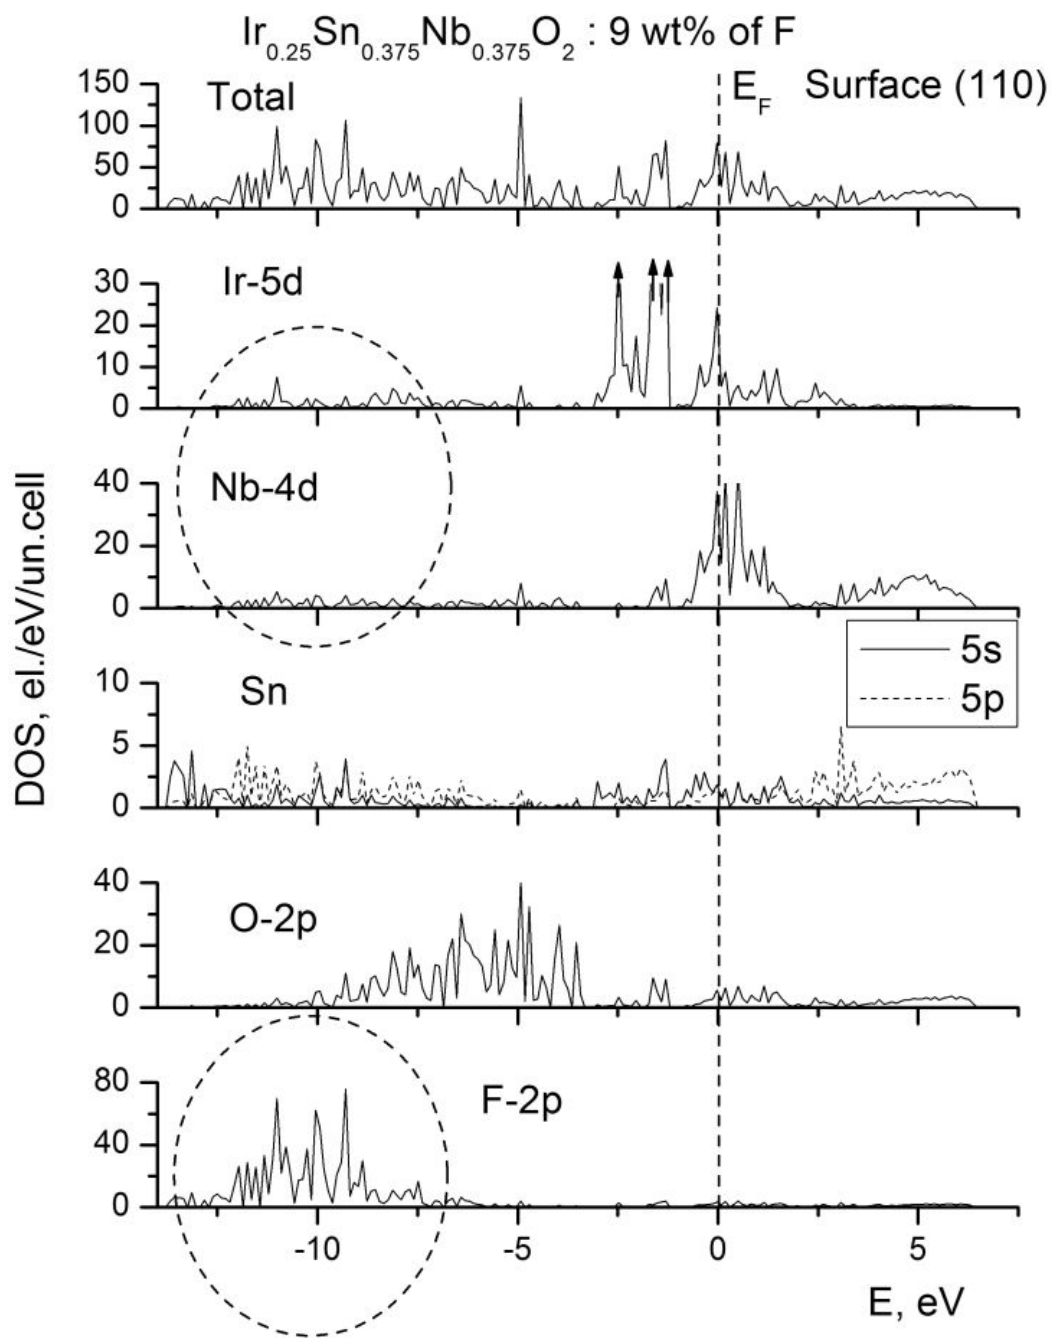 Ir0.25Sn0.375Nb0.375O2 : 9 wt% of F
Total
EF
Surface (110)
150
100
50
0
Ir-5d
30
20
10
0
Nb-4d
40
20
0
5s
5p
Sn
10
5
0
O-2p
40
20
0
F-2p
80
40
0
-10 -5 0 5
E, eV
DOS, el./eV/un.cell